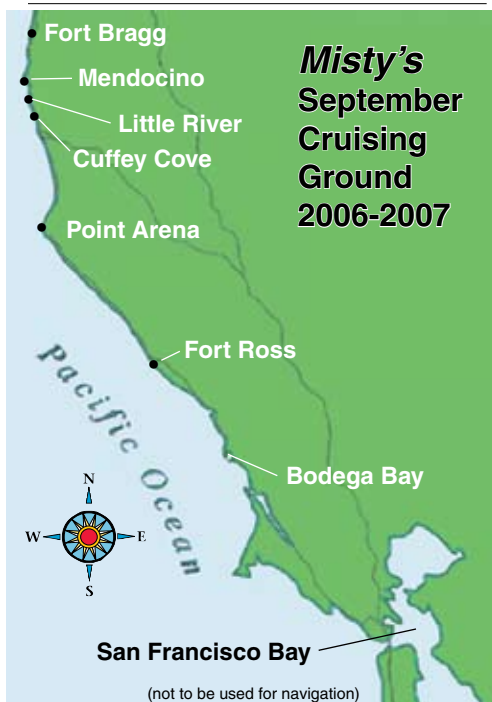 Fort Bragg
Mendocino
Little River
Cuffey Cove
Misty's
September
Cruising
Ground
2006-2007
Point Arena
Fort Ross
Pacific Ocean
Bodega Bay
N
W
E
S
San Francisco Bay
(not to be used for navigation)